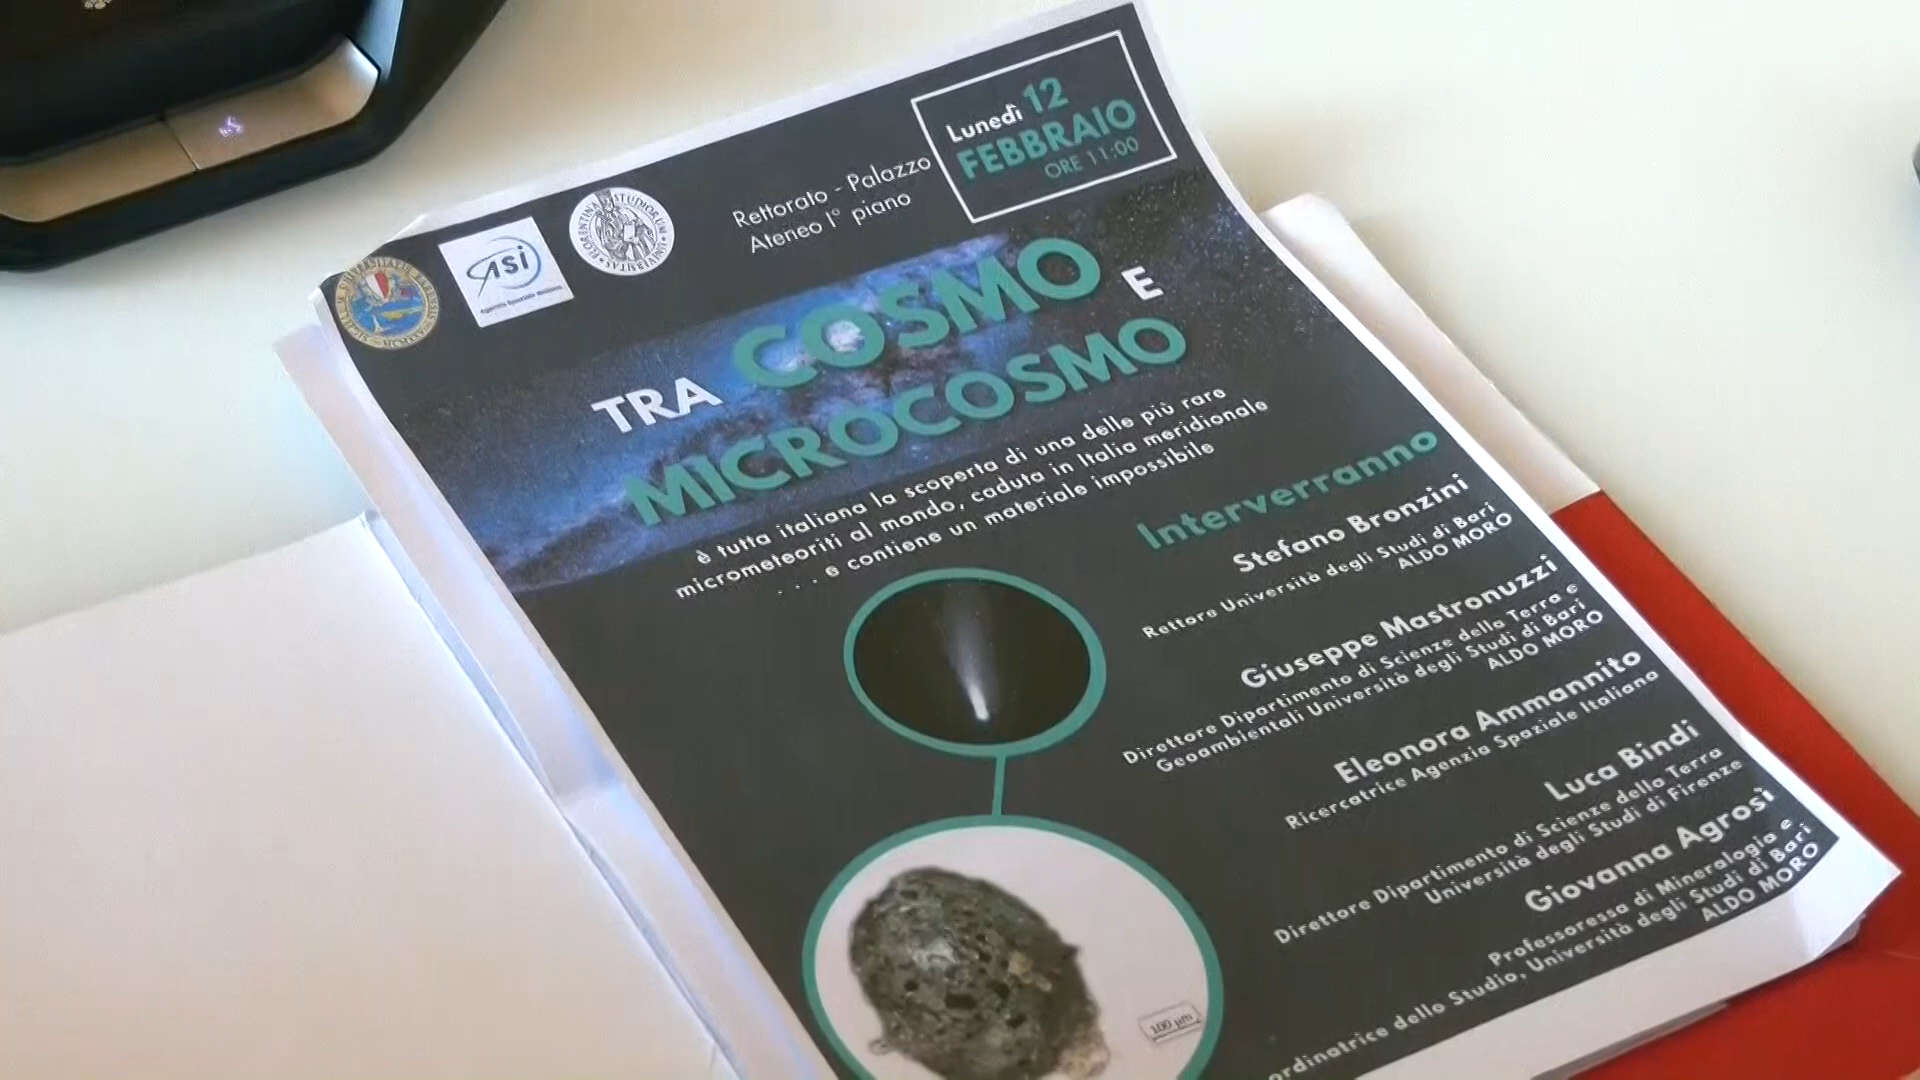 Lunedì 12
FEBBRAIO
ORE 11:00
Rettorato - Palazzo
Ateneo I° piano
asi
TRA COSMO E
MICROCOSMO
è tutta italiana la scoperta di una delle più rare
micrometeoriti al mondo, caduta in Italia meridionale
. . . e contiene un materiale impossibile
Interverranno
Stefano Bronzini
Rettore Università degli Studi di Bari
ALDO MORO
Giuseppe Mastronuzzi
Direttore Dipartimento di Scienze della Terra e
Geoambientali Università degli Studi di Bari
ALDO MORO
Eleonora Ammannito
Ricercatrice Agenzia Spaziale Italiana
Luca Bindi
Direttore Dipartimento di Scienze della Terra
Università degli Studi di Firenze
Giovanna Agrosì
Professoressa di Mineralogia e
ordinatrice dello Studio, Università degli Studi di Bari
ALDO MORO
100 µm